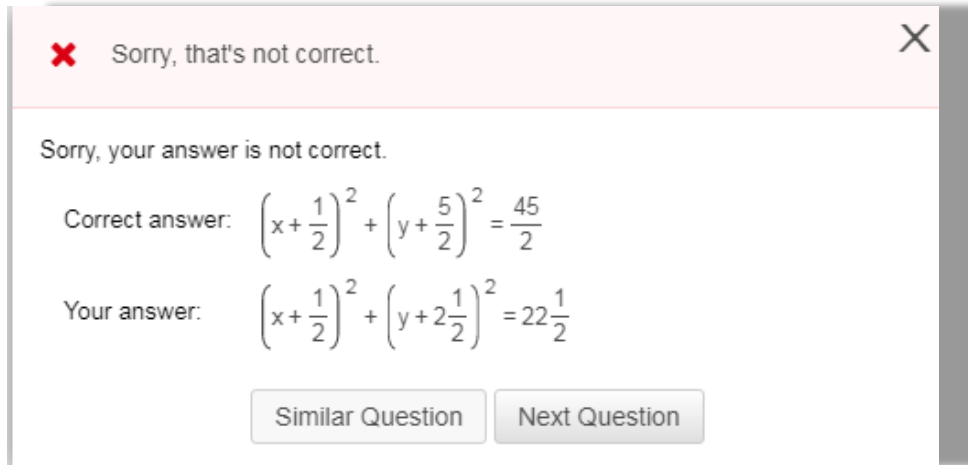 Sorry, that's not correct.
Sorry, your answer is not correct.
Correct answer: (x + 1/2)² + (y + 5/2)² = 45/2
Your answer: (x + 1/2)² + (y + 2 1/2)² = 22 1/2
Similar Question Next Question